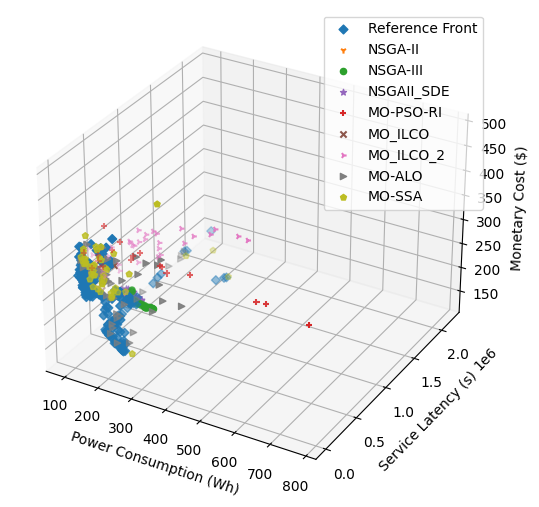 Reference Front
NSGA-II
NSGA-III
NSGAII_SDE
MO-PSO-RI
MO_ILCO
MO_ILCO_2
MO-ALO
MO-SSA
500
450
400
350
300
250
200
150
Monetary Cost ($)
100
200
300
400
500
600
700
800
Power Consumption (Wh)
0.0
0.5
1.0
1.5
2.0
1e6
Service Latency (s)